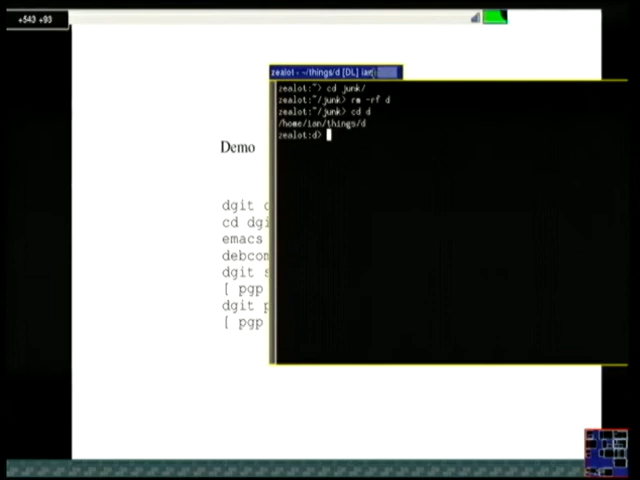 +543 +93
zealot - ~/things/d [DL] ian
zealot:~> cd junk/
zealot:~/junk> rm -rf d
zealot:~/junk> cd d
/home/ian/things/d
zealot:d>
Demo
dgit c
cd dgi
emacs
debcom
dgit s
[ pgp
dgit p
[ pgp